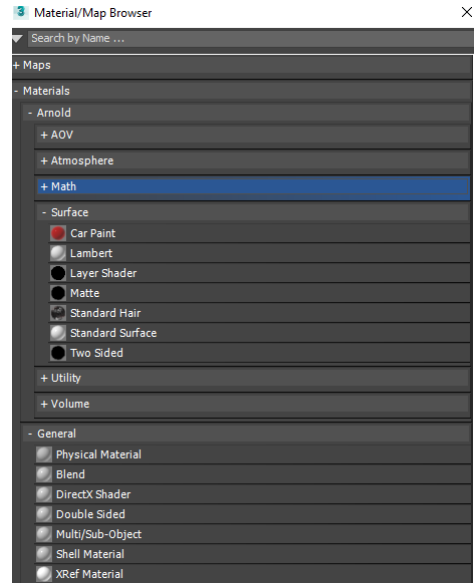 3 Material/Map Browser
Search by Name ...
+ Maps
- Materials
- Arnold
+ AOV
+ Atmosphere
+ Math
- Surface
Car Paint
Lambert
Layer Shader
Matte
Standard Hair
Standard Surface
Two Sided
+ Utility
+ Volume
- General
Physical Material
Blend
DirectX Shader
Double Sided
Multi/Sub-Object
Shell Material
XRef Material